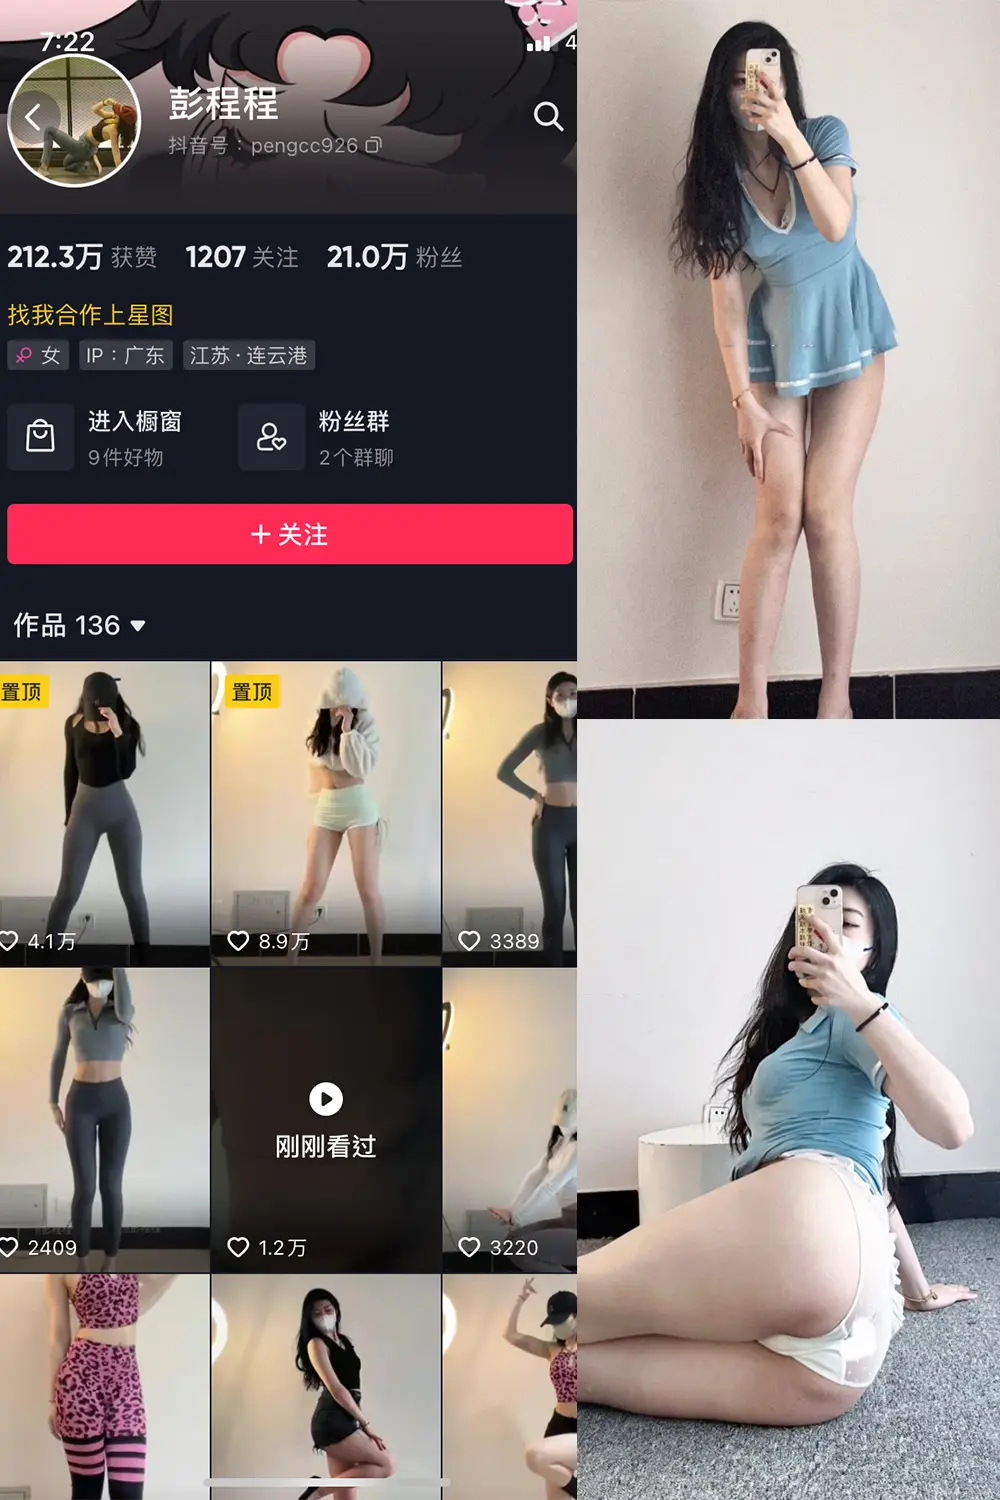 7:22
4
彭程程
抖音号：pengcc926
212.3万 获赞 1207 关注 21.0万 粉丝
找我合作上星图
女 IP：广东 江苏·连云港
进入橱窗
9件好物
粉丝群
2个群聊
关注
作品 136
置顶
置顶
4.1万
8.9万
3389
刚刚看过
2409
1.2万
3220